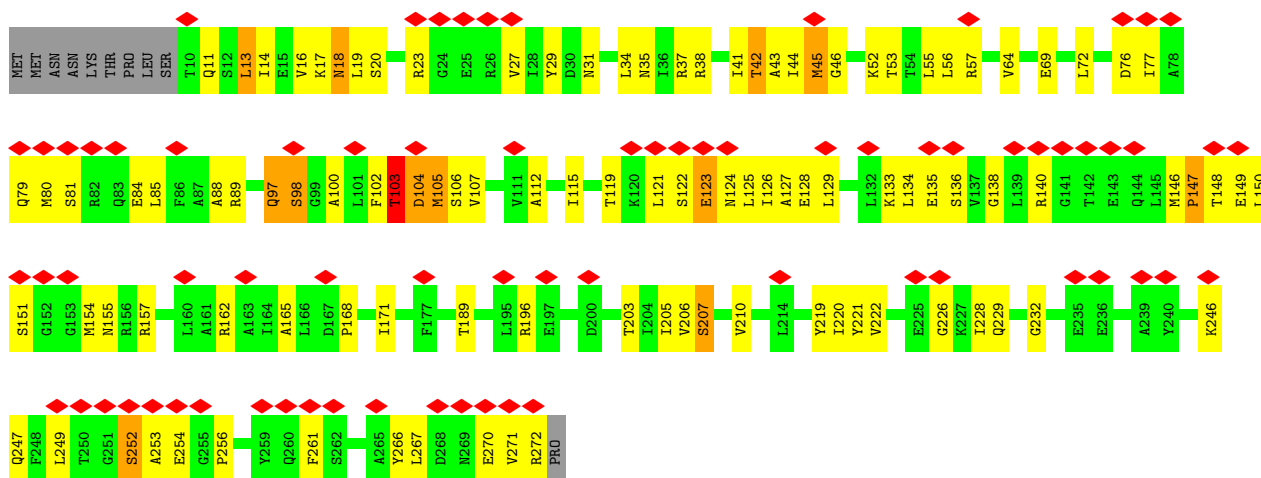 MET MET ASN ASN LYS THR PRO LEU SER T10 Q11 S12 L13 I14 E15 V16 K17 N18 L19 S20 R23 G24 E25 R26 V27 I28 Y29 D30 N31 L34 N35 I36 R37 R38 I41 T42 A43 I44 M45 G46 K52 T53 T54 L55 L56 R57 V64 E69 L72 D76 I77 A78
Q79 M80 S81 R82 Q83 E84 L85 F86 A87 A88 R89 Q97 S98 G99 A100 L101 F102 T103 D104 M105 S106 V107 V111 A112 I115 T119 K120 L121 S122 E123 N124 L125 I126 A127 E128 L129 L132 K133 L134 E135 S136 V137 G138 L139 R140 G141 T142 E143 Q144 L145 M146 P147 T148 E149 L150
S151 G152 G153 M154 N155 R156 R157 L160 A161 R162 A163 I164 A165 L166 D167 P168 I171 F177 T189 L195 R196 E197 D200 T203 I204 I205 V206 S207 V210 L214 Y219 I220 Y221 V222 E225 G226 K227 I228 Q229 G232 E235 E236 A239 Y240 K246
Q247 F248 L249 T250 G251 S252 A253 E254 G255 P256 Y259 Q260 F261 S262 A265 Y266 L267 D268 N269 E270 V271 R272 PRO